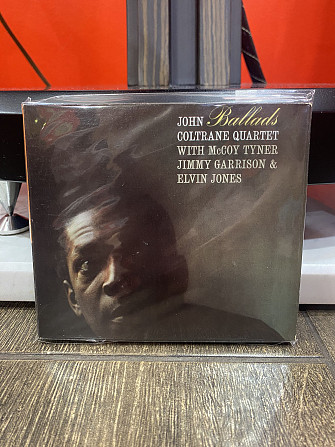 JOHN Ballads
COLTRANE QUARTET
WITH McCOY TYNER
JIMMY GARRISON &
ELVIN JONES